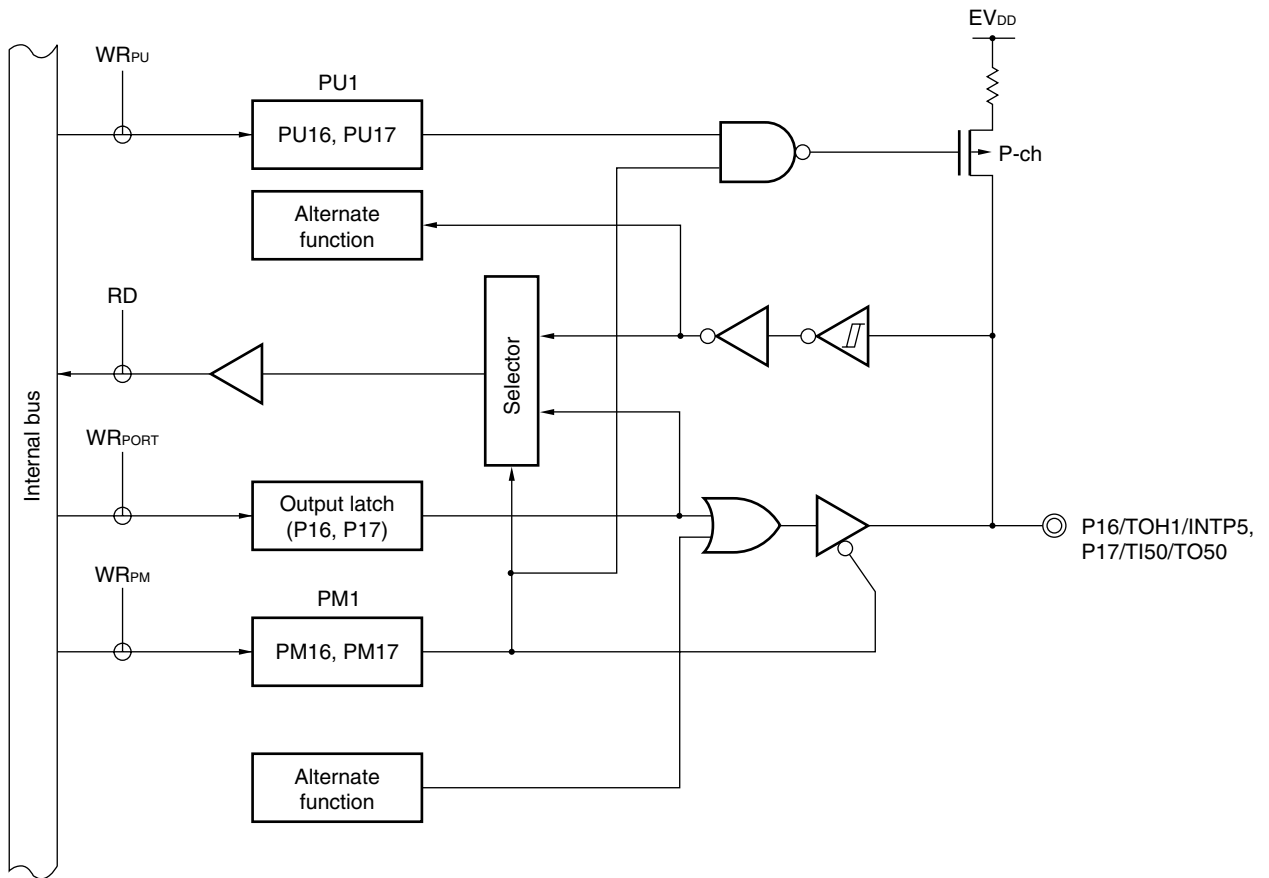 EVDD
WRPU
PU1
PU16, PU17
P-ch
Alternate
function
RD
Selector
Internal bus
WRPORT
Output latch
(P16, P17)
P16/TOH1/INTP5,
P17/TI50/TO50
WRPM
PM1
PM16, PM17
Alternate
function